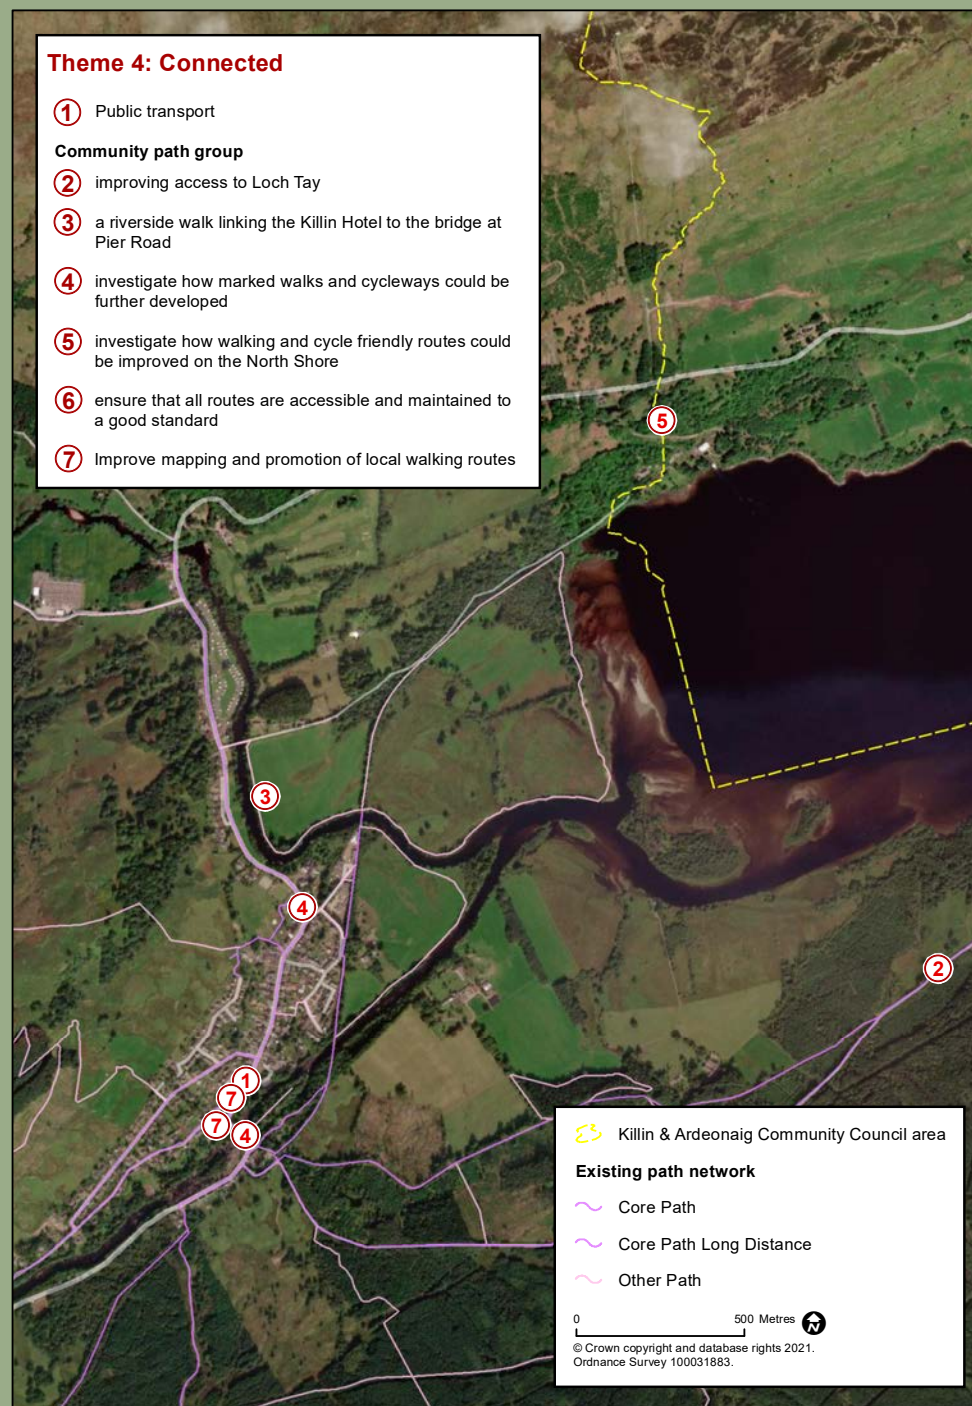 Theme 4: Connected
1 Public transport
Community path group
2 improving access to Loch Tay
3 a riverside walk linking the Killin Hotel to the bridge at
Pier Road
4 investigate how marked walks and cycleways could be
further developed
5 investigate how walking and cycle friendly routes could
be improved on the North Shore
6 ensure that all routes are accessible and maintained to
a good standard
7 Improve mapping and promotion of local walking routes
5
3
4
2
1
7
7
4
Killin & Ardeonaig Community Council area
Existing path network
Core Path
Core Path Long Distance
Other Path
0 500 Metres N
© Crown copyright and database rights 2021.
Ordnance Survey 100031883.